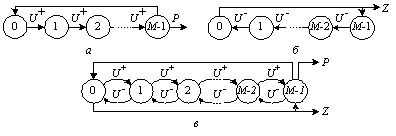 U⁺ U⁺ U⁺ U⁺ P
0 1 2 M-1
а
U⁻ U⁻ U⁻ Z
0 1 M-2 M-1
б
U⁺ U⁺ U⁺ U⁺ P
0 1 2 M-2 M-1
U⁻ U⁻ U⁻ U⁻ Z
в